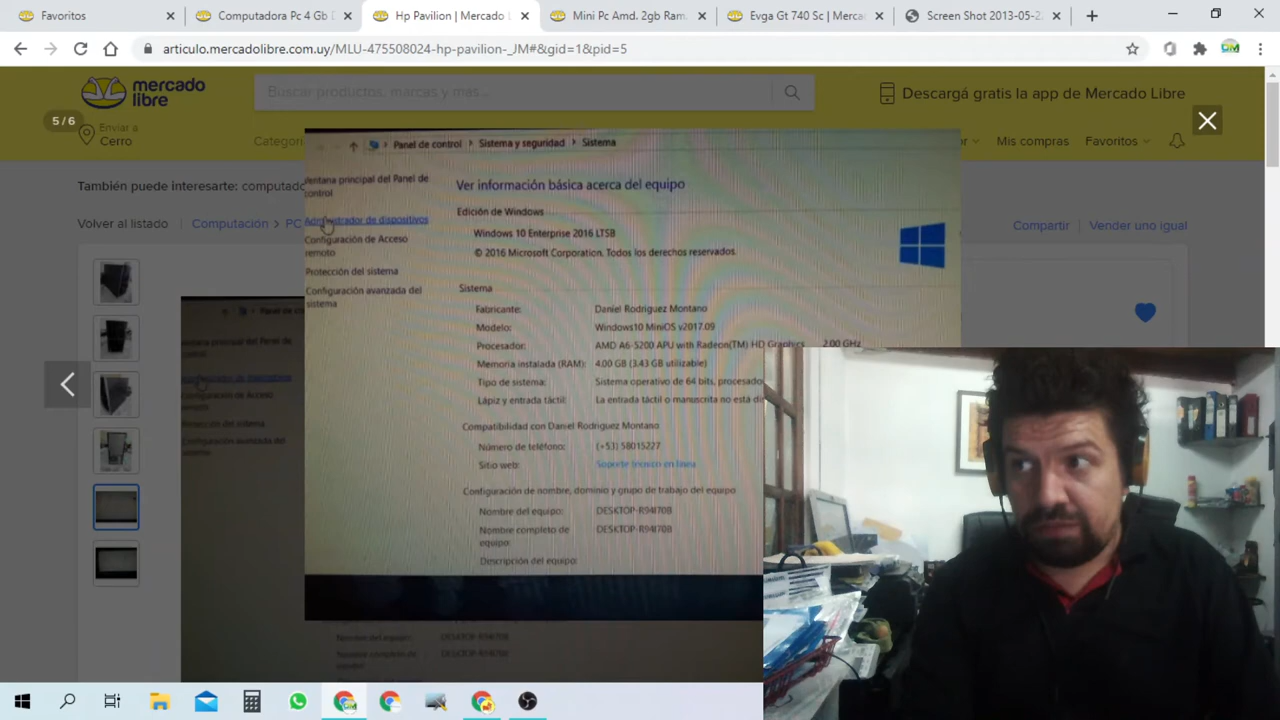 Favoritos
Computadora Pc 4 Gb D
Hp Pavilion | Mercado L
Mini Pc Amd. 2gb Ram.
Evga Gt 740 Sc | Mercad
Screen Shot 2013-05-22
articulo.mercadolibre.com.uy/MLU-475508024-hp-pavilion-_JM#&gid=1&pid=5
mercado
libre
Buscar productos, marcas y más...
Descargá gratis la app de Mercado Libre
5/6
Enviar a
Cerro
Mis compras
Favoritos
También puede interesarte: computado
Volver al listado
Computación > PC
Compartir
Vender uno igual
Panel de control > Sistema y seguridad > Sistema
Ventana principal del Panel de
control
Administrador de dispositivos
Configuración de Acceso
remoto
Protección del sistema
Configuración avanzada del
sistema
Ver información básica acerca del equipo
Edición de Windows
Windows 10 Enterprise 2016 LTSB
© 2016 Microsoft Corporation. Todos los derechos reservados.
Sistema
Fabricante: Daniel Rodriguez Montano
Modelo: Windows10 MiniOS v2017.09
Procesador: AMD A6-5200 APU with Radeon(TM) HD Graphics 2.00 GHz
Memoria instalada (RAM): 4.00 GB (3.43 GB utilizable)
Tipo de sistema: Sistema operativo de 64 bits, procesado
Lápiz y entrada táctil: La entrada táctil o manuscrita no está di
Compatibilidad con Daniel Rodriguez Montano
Número de teléfono: (+53) 58015227
Sitio web: Soporte técnico en línea
Configuración de nombre, dominio y grupo de trabajo del equipo
Nombre del equipo: DESKTOP-R94I70B
Nombre completo de DESKTOP-R94I70B
equipo:
Descripción del equipo: